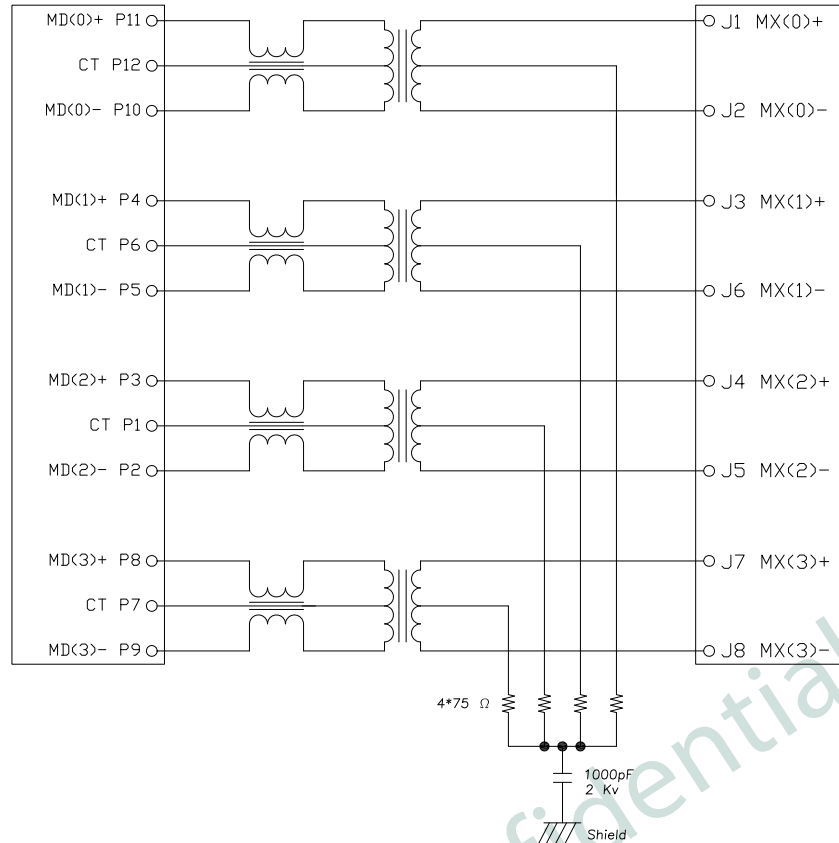 MD(0)+ P11
J1 MX(0)+
CT P12
MD(0)- P10
J2 MX(0)-
MD(1)+ P4
J3 MX(1)+
CT P6
MD(1)- P5
J6 MX(1)-
MD(2)+ P3
J4 MX(2)+
CT P1
MD(2)- P2
J5 MX(2)-
MD(3)+ P8
J7 MX(3)+
CT P7
MD(3)- P9
J8 MX(3)-
4*75 Ω
1000pF
2 Kv
Shield